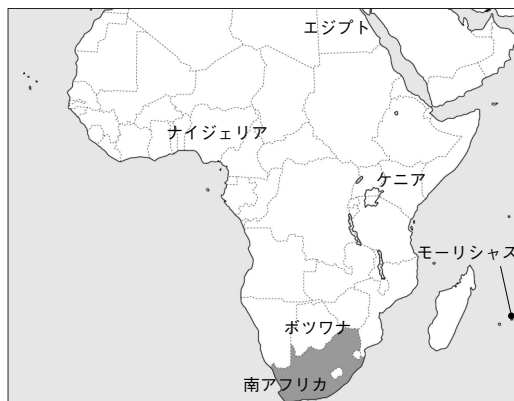 エジプト
ナイジェリア
ケニア
モーリシャス
ボツワナ
南アフリカ